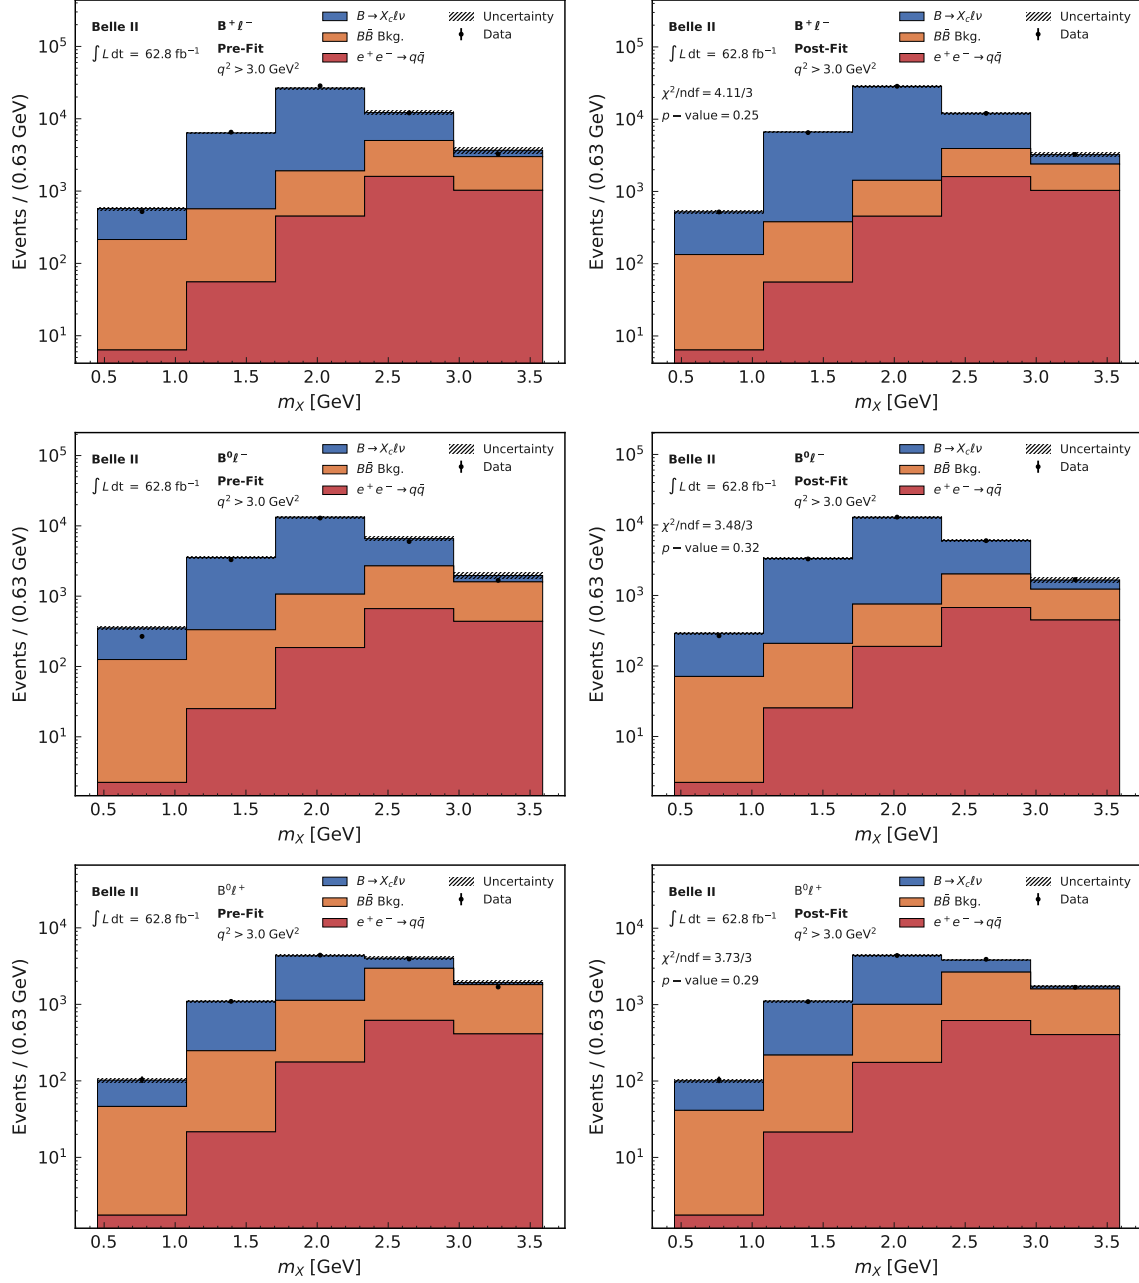 Belle II
∫ L dt = 62.8 fb⁻¹
B⁺ℓ⁻
Pre-Fit
q² > 3.0 GeV²
B → X_cℓν
BB̄ Bkg.
e⁺e⁻ → qq̄
Uncertainty
Data
Events / (0.63 GeV)
10⁵
10⁴
10³
10²
10¹
0.5 1.0 1.5 2.0 2.5 3.0 3.5
m_X [GeV]
Belle II
∫ L dt = 62.8 fb⁻¹
χ²/ndf = 4.11/3
p − value = 0.25
B⁺ℓ⁻
Post-Fit
q² > 3.0 GeV²
B → X_cℓν
BB̄ Bkg.
e⁺e⁻ → qq̄
Uncertainty
Data
Events / (0.63 GeV)
10⁵
10⁴
10³
10²
10¹
0.5 1.0 1.5 2.0 2.5 3.0 3.5
m_X [GeV]
Belle II
∫ L dt = 62.8 fb⁻¹
B⁰ℓ⁻
Pre-Fit
q² > 3.0 GeV²
B → X_cℓν
BB̄ Bkg.
e⁺e⁻ → qq̄
Uncertainty
Data
Events / (0.63 GeV)
10⁵
10⁴
10³
10²
10¹
0.5 1.0 1.5 2.0 2.5 3.0 3.5
m_X [GeV]
Belle II
∫ L dt = 62.8 fb⁻¹
χ²/ndf = 3.48/3
p − value = 0.32
B⁰ℓ⁻
Post-Fit
q² > 3.0 GeV²
B → X_cℓν
BB̄ Bkg.
e⁺e⁻ → qq̄
Uncertainty
Data
Events / (0.63 GeV)
10⁵
10⁴
10³
10²
10¹
0.5 1.0 1.5 2.0 2.5 3.0 3.5
m_X [GeV]
Belle II
∫ L dt = 62.8 fb⁻¹
B⁰ℓ⁺
Pre-Fit
q² > 3.0 GeV²
B → X_cℓν
BB̄ Bkg.
e⁺e⁻ → qq̄
Uncertainty
Data
Events / (0.63 GeV)
10⁴
10³
10²
10¹
0.5 1.0 1.5 2.0 2.5 3.0 3.5
m_X [GeV]
Belle II
∫ L dt = 62.8 fb⁻¹
χ²/ndf = 3.73/3
p − value = 0.29
B⁰ℓ⁺
Post-Fit
q² > 3.0 GeV²
B → X_cℓν
BB̄ Bkg.
e⁺e⁻ → qq̄
Uncertainty
Data
Events / (0.63 GeV)
10⁴
10³
10²
10¹
0.5 1.0 1.5 2.0 2.5 3.0 3.5
m_X [GeV]